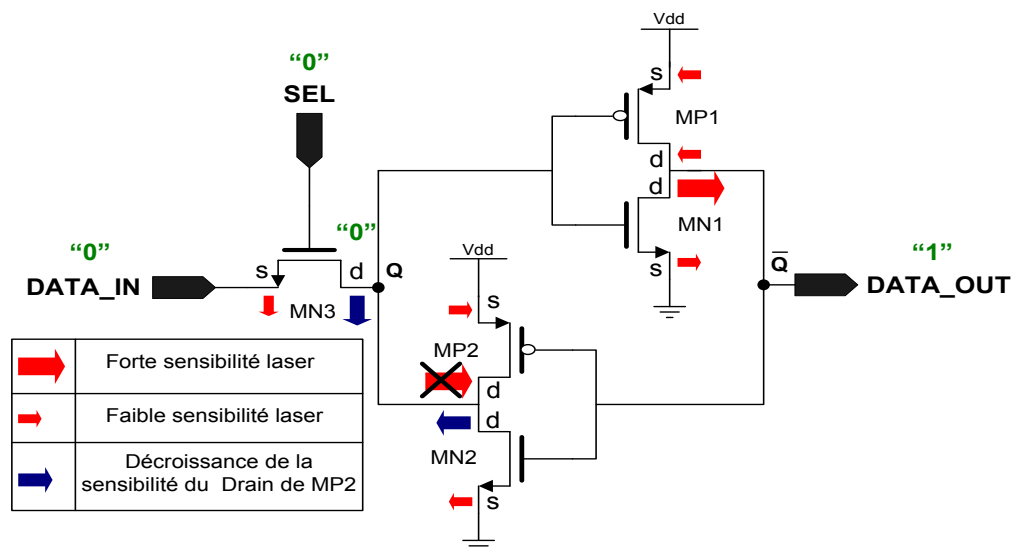 Vdd
“0”
SEL
s
MP1
d
d
MN1
s
“0”
“0”
DATA_IN
s
d
Q
MN3
Vdd
s
MP2
d
d
MN2
s
Q
“1”
DATA_OUT
Forte sensibilité laser
Faible sensibilité laser
Décroissance de la
sensibilité du Drain de MP2